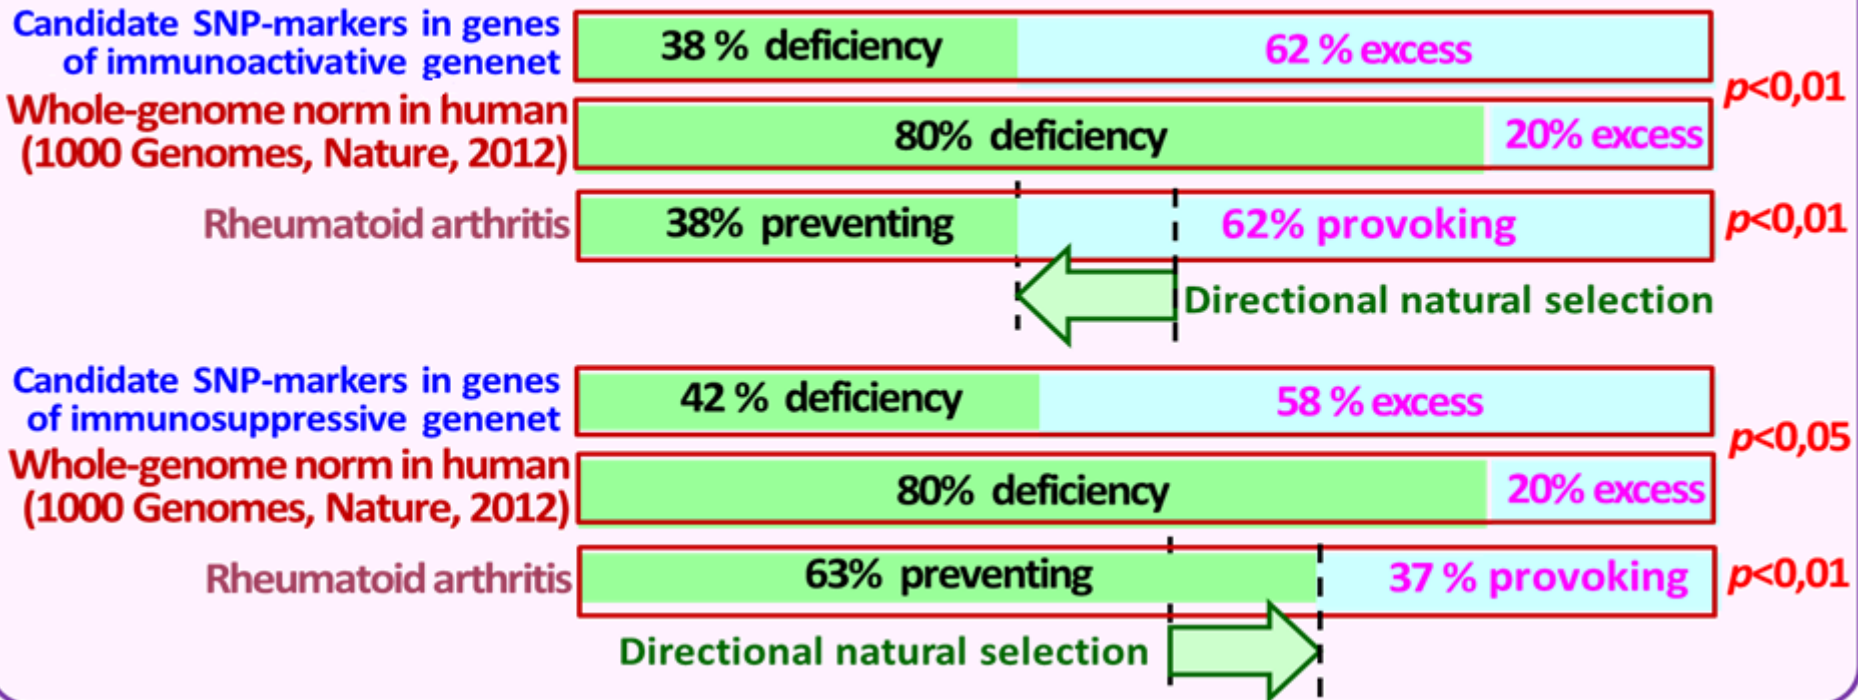 Candidate SNP-markers in genes
of immunoactivative genenet
38 % deficiency
62 % excess
p<0,01
Whole-genome norm in human
(1000 Genomes, Nature, 2012)
80% deficiency
20% excess
Rheumatoid arthritis
38% preventing
62% provoking
p<0,01
Directional natural selection
Candidate SNP-markers in genes
of immunosuppressive genenet
42 % deficiency
58 % excess
p<0,05
Whole-genome norm in human
(1000 Genomes, Nature, 2012)
80% deficiency
20% excess
Rheumatoid arthritis
63% preventing
37 % provoking
p<0,01
Directional natural selection